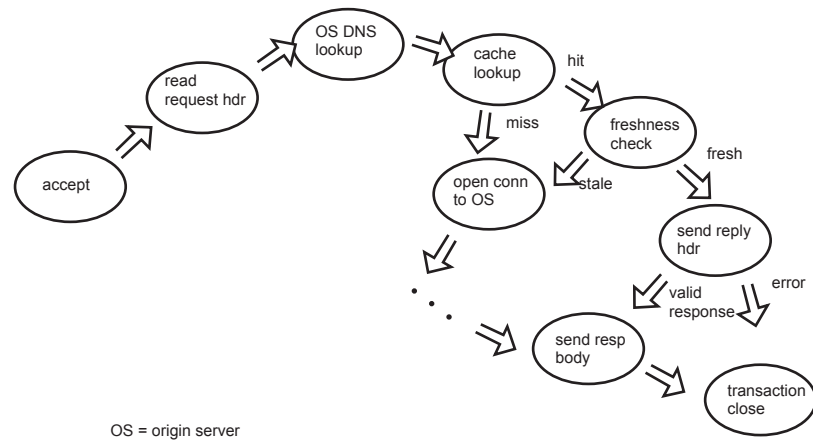 OS DNS
lookup
cache
lookup
hit
read
request hdr
miss
freshness
check
fresh
accept
open conn
to OS
stale
send reply
hdr
valid
response
error
. . .
send resp
body
transaction
close
OS = origin server